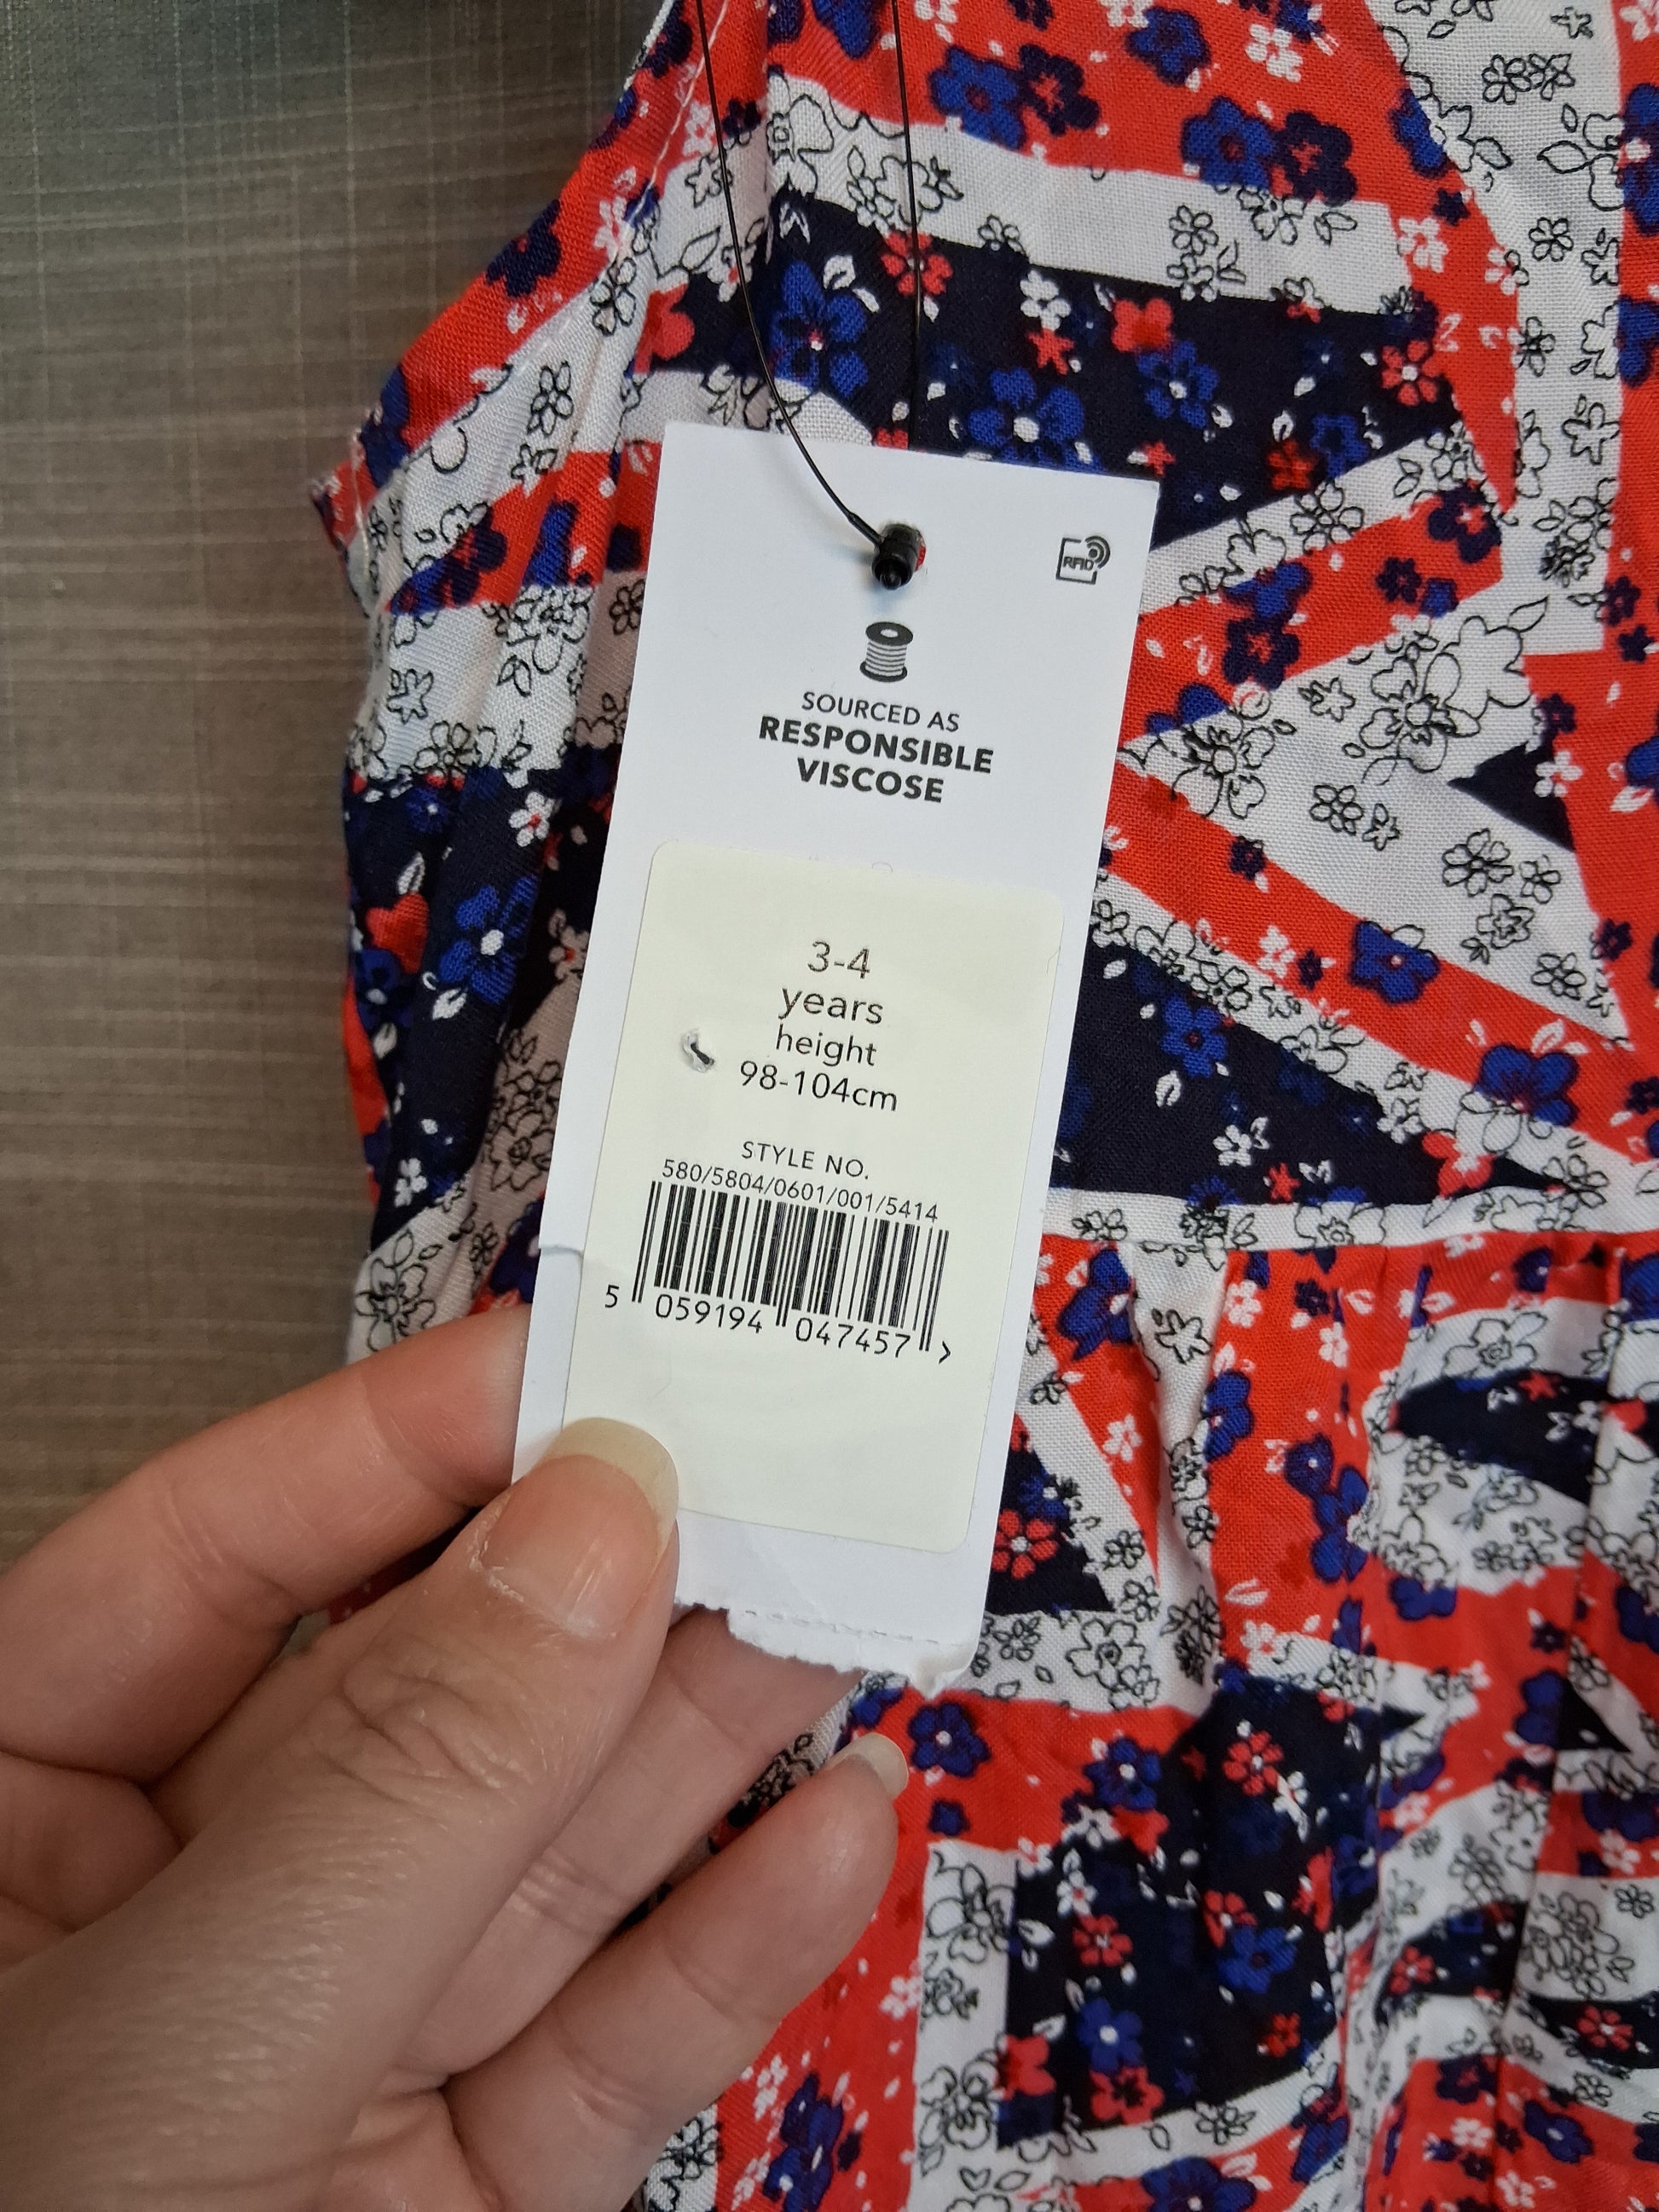 RFID
SOURCED AS
RESPONSIBLE
VISCOSE
3-4
years
height
98-104cm
STYLE NO.
580/5804/0601/001/5414
5 059194 047457 >